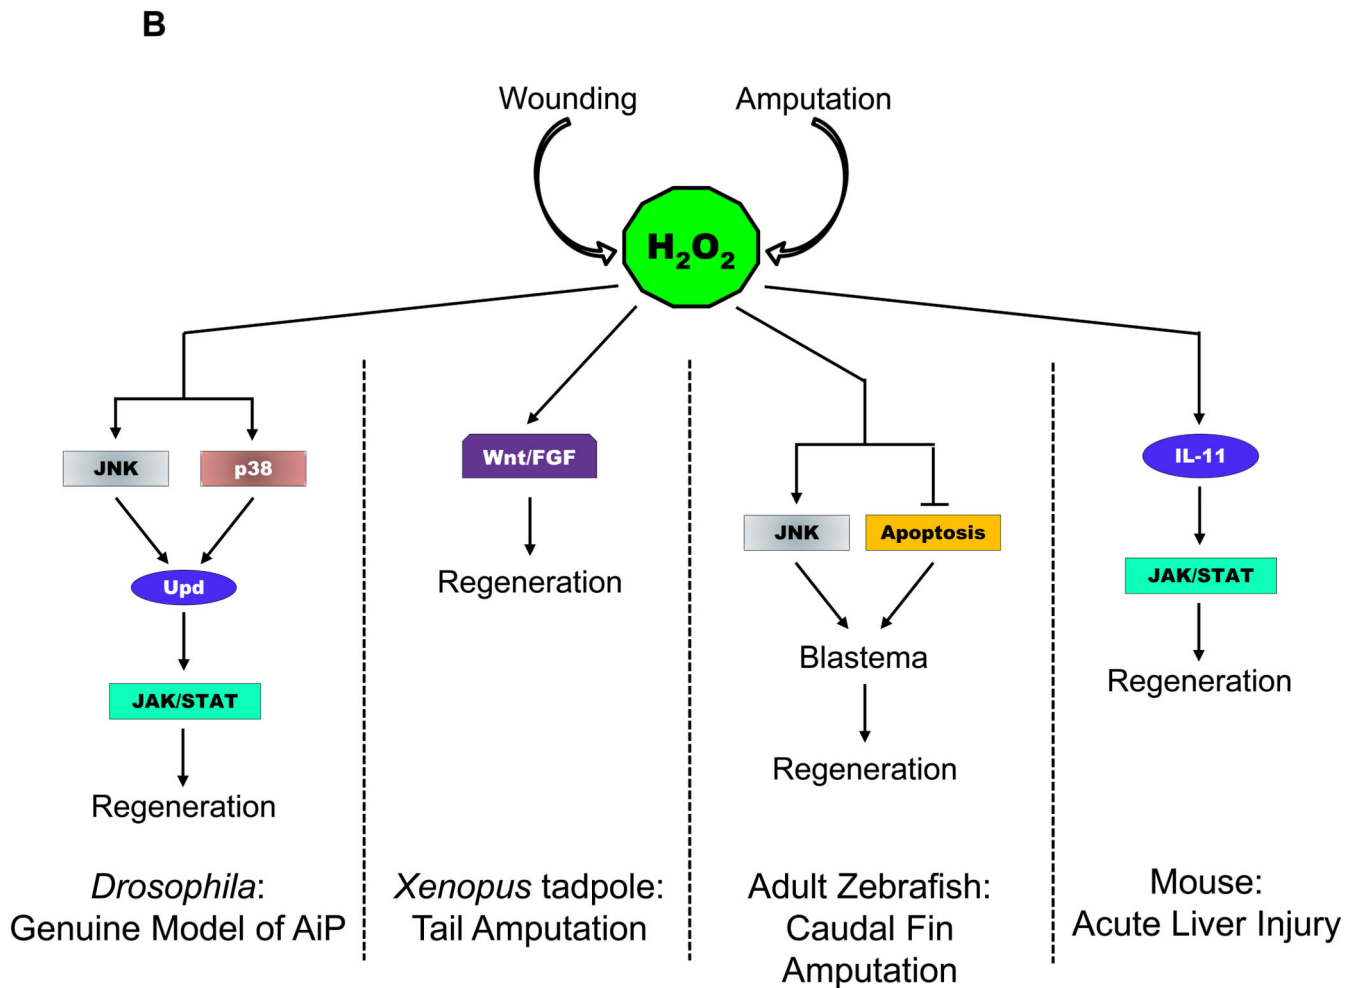 B
Wounding
Amputation
H₂O₂
JNK
p38
Upd
JAK/STAT
Regeneration
Drosophila:
Genuine Model of AiP
Wnt/FGF
Regeneration
Xenopus tadpole:
Tail Amputation
JNK
Apoptosis
Blastema
Regeneration
Adult Zebrafish:
Caudal Fin
Amputation
IL-11
JAK/STAT
Regeneration
Mouse:
Acute Liver Injury